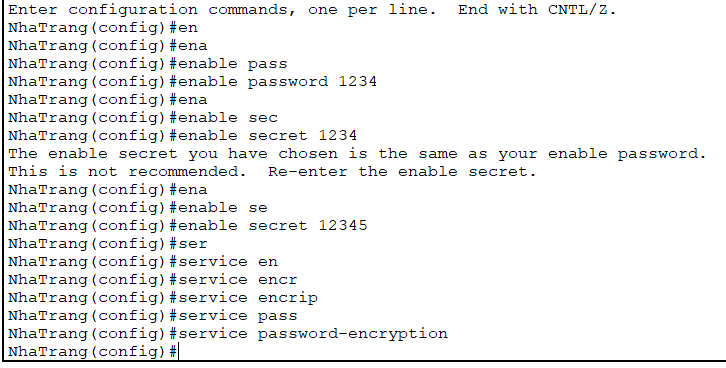 Enter configuration commands, one per line.  End with CNTL/Z.
NhaTrang(config)#en
NhaTrang(config)#ena
NhaTrang(config)#enable pass
NhaTrang(config)#enable password 1234
NhaTrang(config)#ena
NhaTrang(config)#enable sec
NhaTrang(config)#enable secret 1234
The enable secret you have chosen is the same as your enable password.
This is not recommended.  Re-enter the enable secret.
NhaTrang(config)#ena
NhaTrang(config)#enable se
NhaTrang(config)#enable secret 12345
NhaTrang(config)#ser
NhaTrang(config)#service en
NhaTrang(config)#service encr
NhaTrang(config)#service encrip
NhaTrang(config)#service pass
NhaTrang(config)#service password-encryption
NhaTrang(config)#